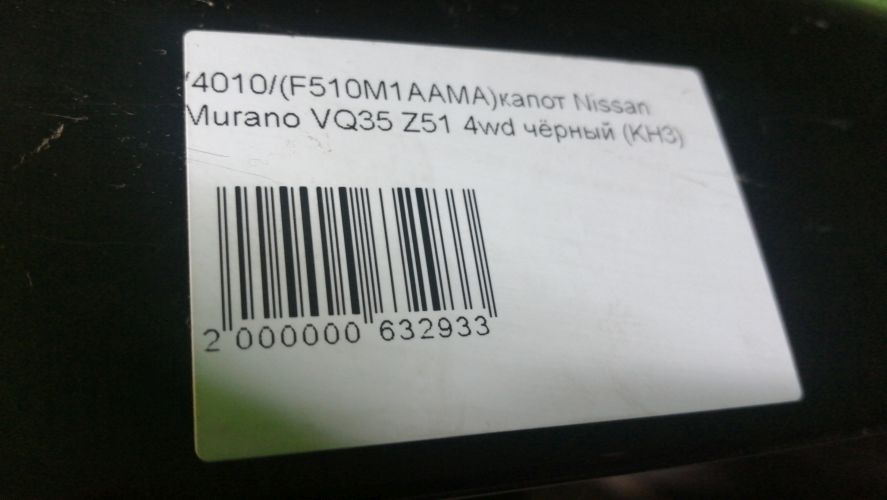 4010/(F510M1AAMA)капот Nissan
Murano VQ35 Z51 4wd чёрный (KH3)
2 000000 632933